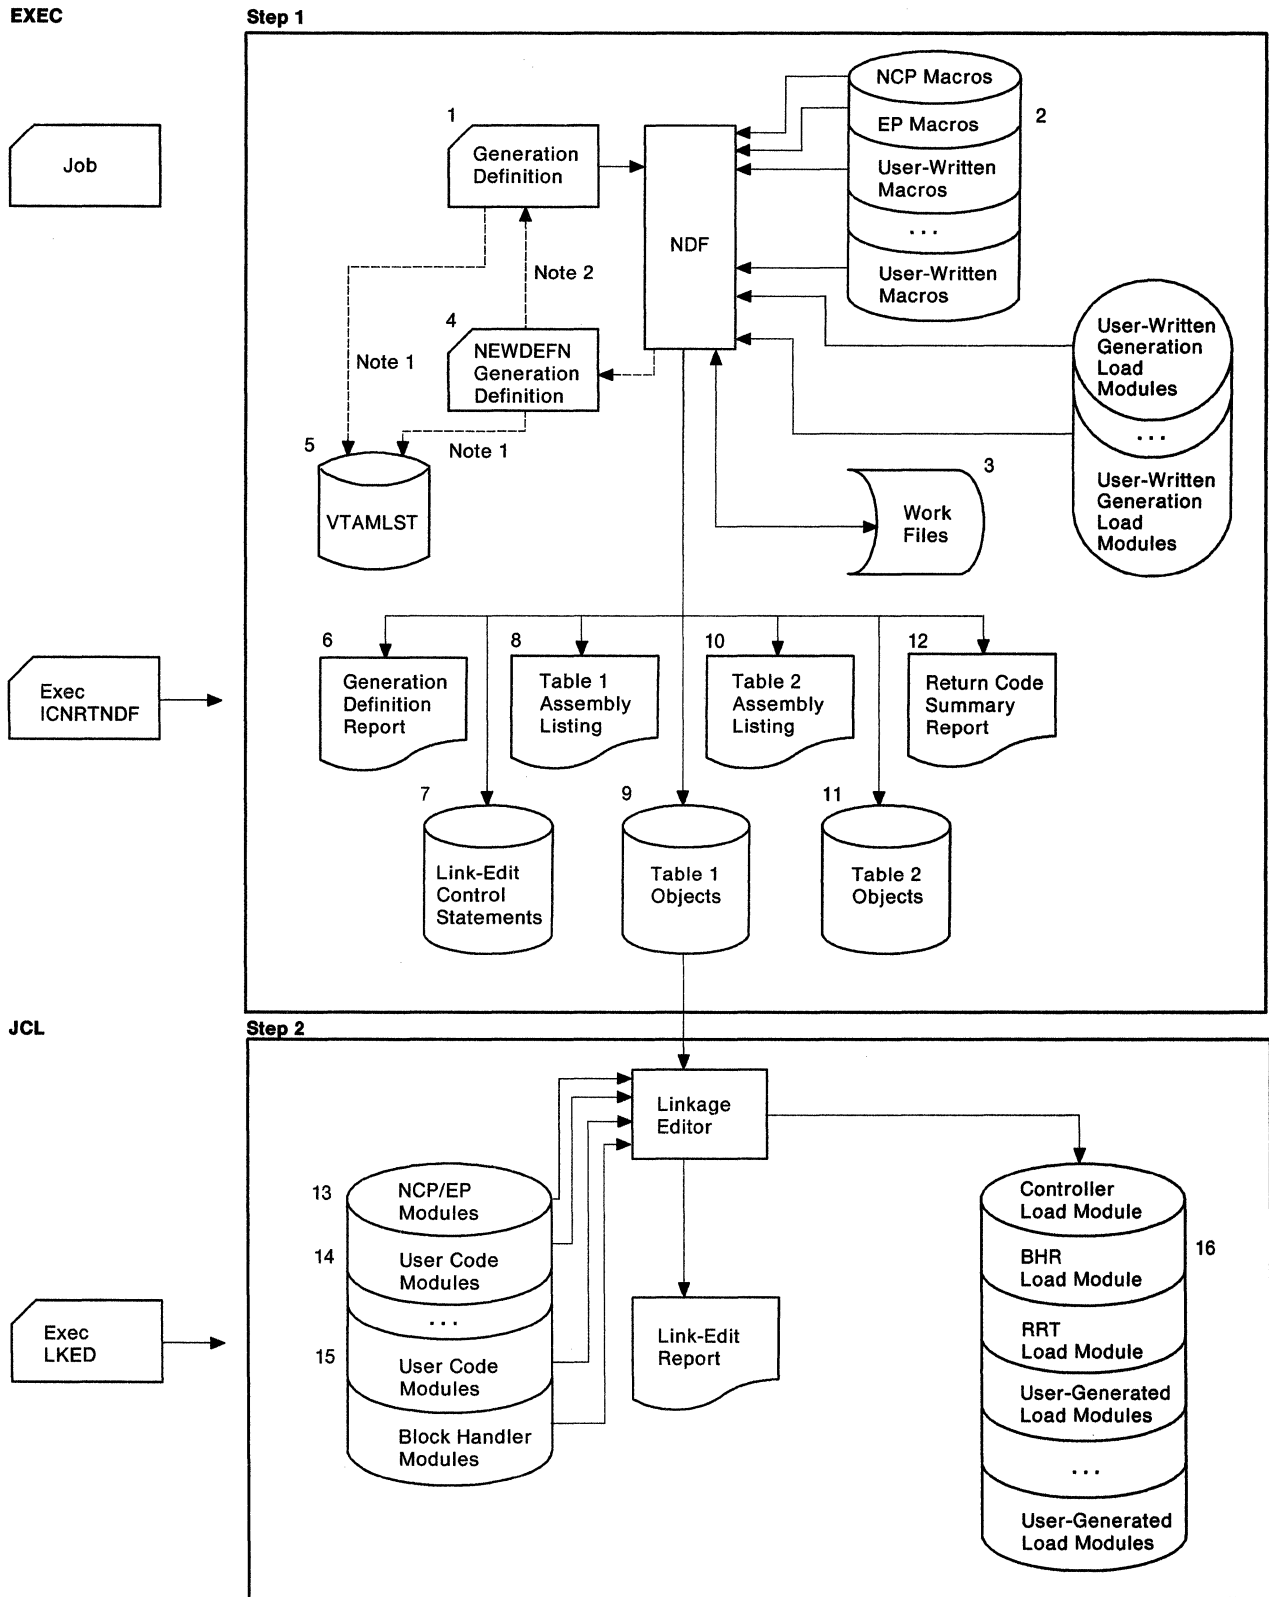 EXEC
Step 1
NCP Macros
1
2
EP Macros
Job
Generation
Definition
User-Written
Macros
...
NDF
Note 2
User-Written
Macros
4
User-Written
Generation
Load
Modules
NEWDEFN
Generation
Definition
Note 1
...
5
Note 1
3
User-Written
Generation
Load
Modules
VTAMLST
Work
Files
6
8
10
12
Exec
ICNRTNDF
Generation
Definition
Report
Table 1
Assembly
Listing
Table 2
Assembly
Listing
Return Code
Summary
Report
7
9
11
Link-Edit
Control
Statements
Table 1
Objects
Table 2
Objects
JCL
Step 2
Linkage
Editor
13
NCP/EP
Modules
Controller
Load Module
14
User Code
Modules
16
BHR
Load Module
...
Exec
LKED
Link-Edit
Report
RRT
Load Module
15
User Code
Modules
User-Generated
Load Modules
Block Handler
Modules
...
User-Generated
Load Modules